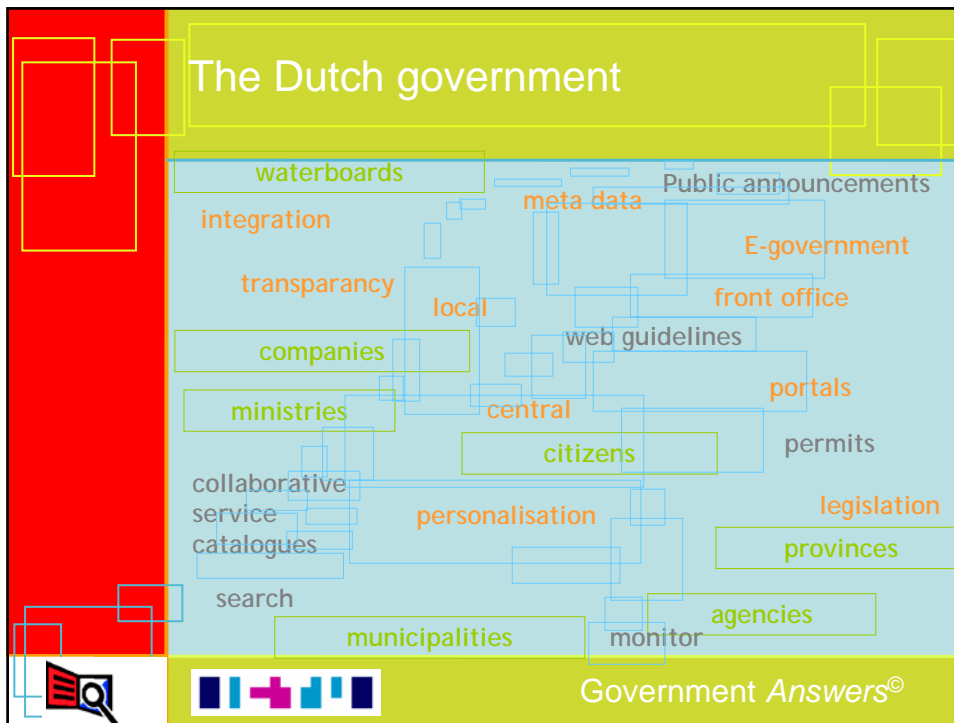 The Dutch government
waterboards
Public announcements
meta data
integration
E-government
transparancy
front office
local
web guidelines
companies
portals
ministries
central
permits
citizens
collaborative
service
catalogues
legislation
personalisation
provinces
search
agencies
municipalities
monitor
Government Answers©